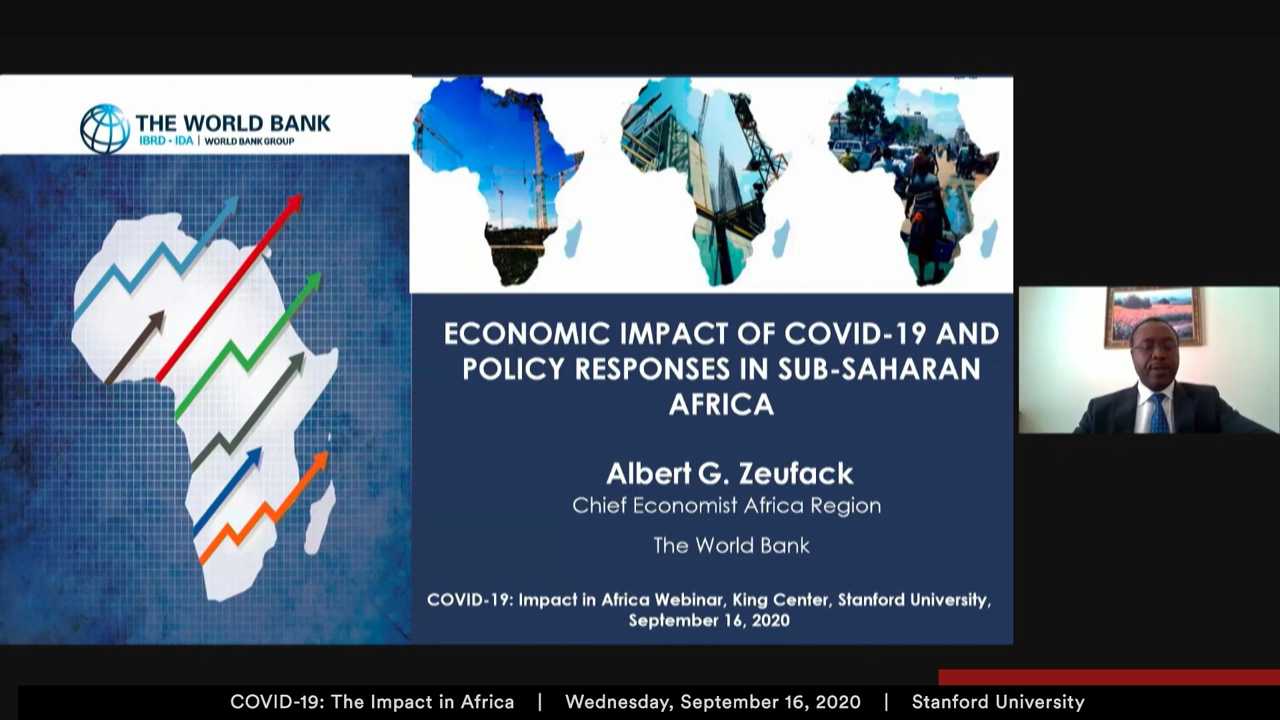 THE WORLD BANK
IBRD • IDA | WORLD BANK GROUP
ECONOMIC IMPACT OF COVID-19 AND
POLICY RESPONSES IN SUB-SAHARAN
AFRICA
Albert G. Zeufack
Chief Economist Africa Region
The World Bank
COVID-19: Impact in Africa Webinar, King Center, Stanford University,
September 16, 2020
COVID-19: The Impact in Africa | Wednesday, September 16, 2020 | Stanford University